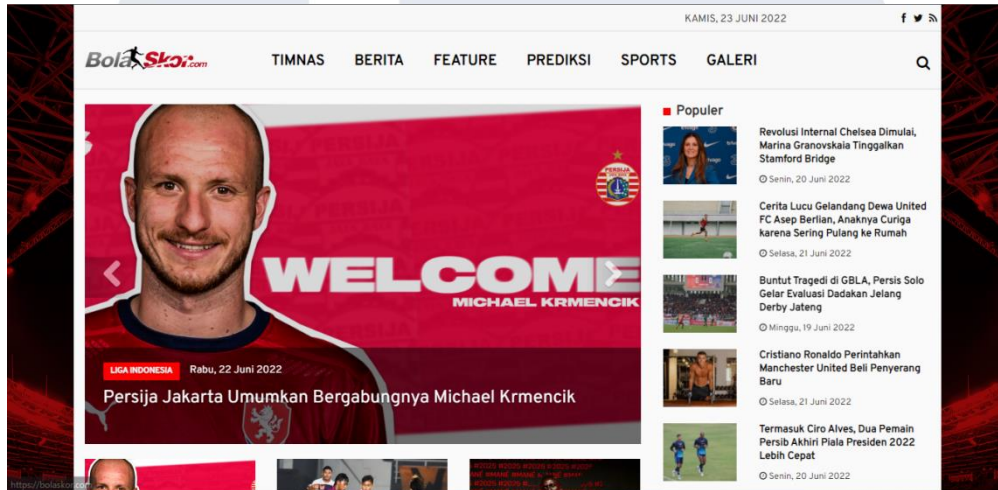 KAMIS, 23 JUNI 2022
BolaSkor.com
TIMNAS BERITA FEATURE PREDIKSI SPORTS GALERI
PERSIJA
WELCOME
MICHAEL KRMENCIK
LIGA INDONESIA Rabu, 22 Juni 2022
Persija Jakarta Umumkan Bergabungnya Michael Krmencik
Populer
Revolusi Internal Chelsea Dimulai,
Marina Granovskaia Tinggalkan
Stamford Bridge
Senin, 20 Juni 2022
Cerita Lucu Gelandang Dewa United
FC Asep Berlian, Anaknya Curiga
karena Sering Pulang ke Rumah
Selasa, 21 Juni 2022
Buntut Tragedi di GBLA, Persis Solo
Gelar Evaluasi Dadakan Jelang
Derby Jateng
Minggu, 19 Juni 2022
Cristiano Ronaldo Perintahkan
Manchester United Beli Penyerang
Baru
Selasa, 21 Juni 2022
Termasuk Ciro Alves, Dua Pemain
Persib Akhiri Piala Presiden 2022
Lebih Cepat
Senin, 20 Juni 2022
https://bolaskor.com